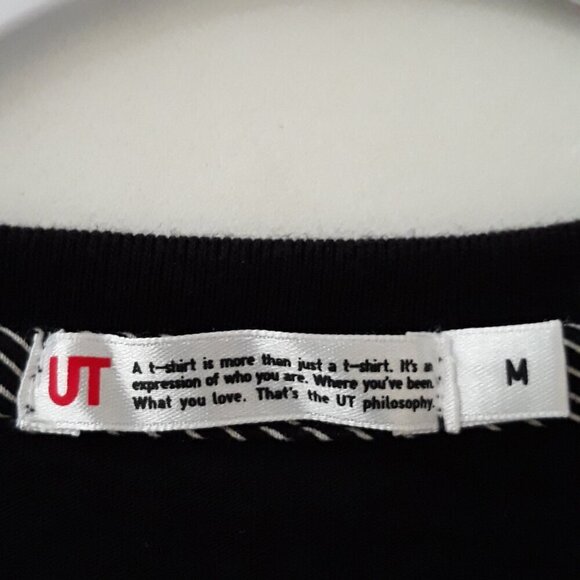 UT
A t-shirt is more than just a t-shirt. It's a
expression of who you are. Where you've been.
What you love. That's the UT philosophy.
M